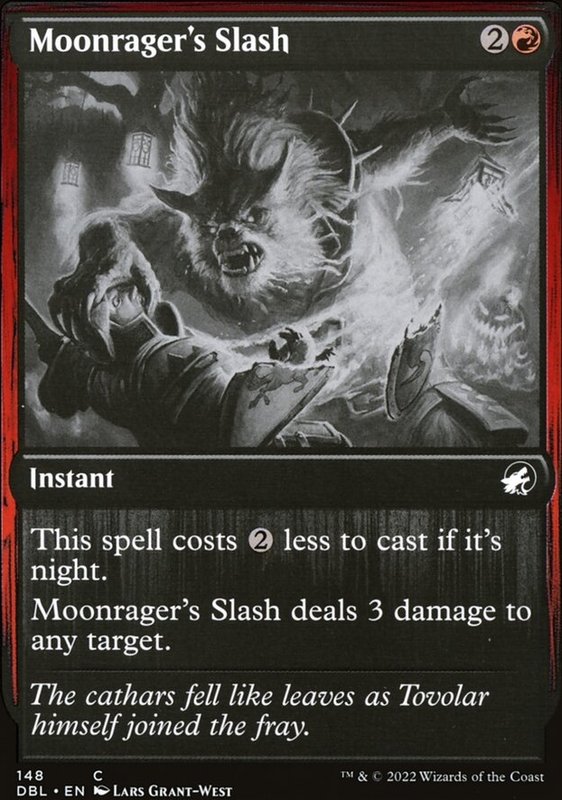 Moonrager's Slash 2
Instant
This spell costs 2 less to cast if it's
night.
Moonrager's Slash deals 3 damage to
any target.
The cathars fell like leaves as Tovolar
himself joined the fray.
148 C
DBL • EN Lars Grant-West
™ & © 2022 Wizards of the Coast